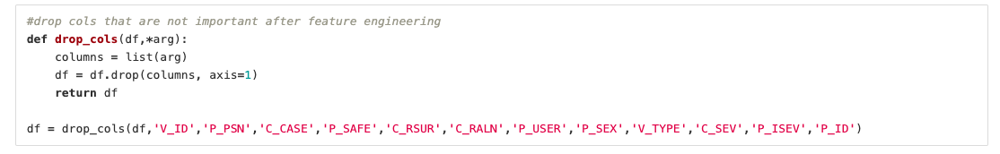 #drop cols that are not important after feature engineering
def drop_cols(df,*arg):
    columns = list(arg)
    df = df.drop(columns, axis=1)
    return df

df = drop_cols(df,'V_ID','P_PSN','C_CASE','P_SAFE','C_RSUR','C_RALN','P_USER','P_SEX','V_TYPE','C_SEV','P_ISEV','P_ID')